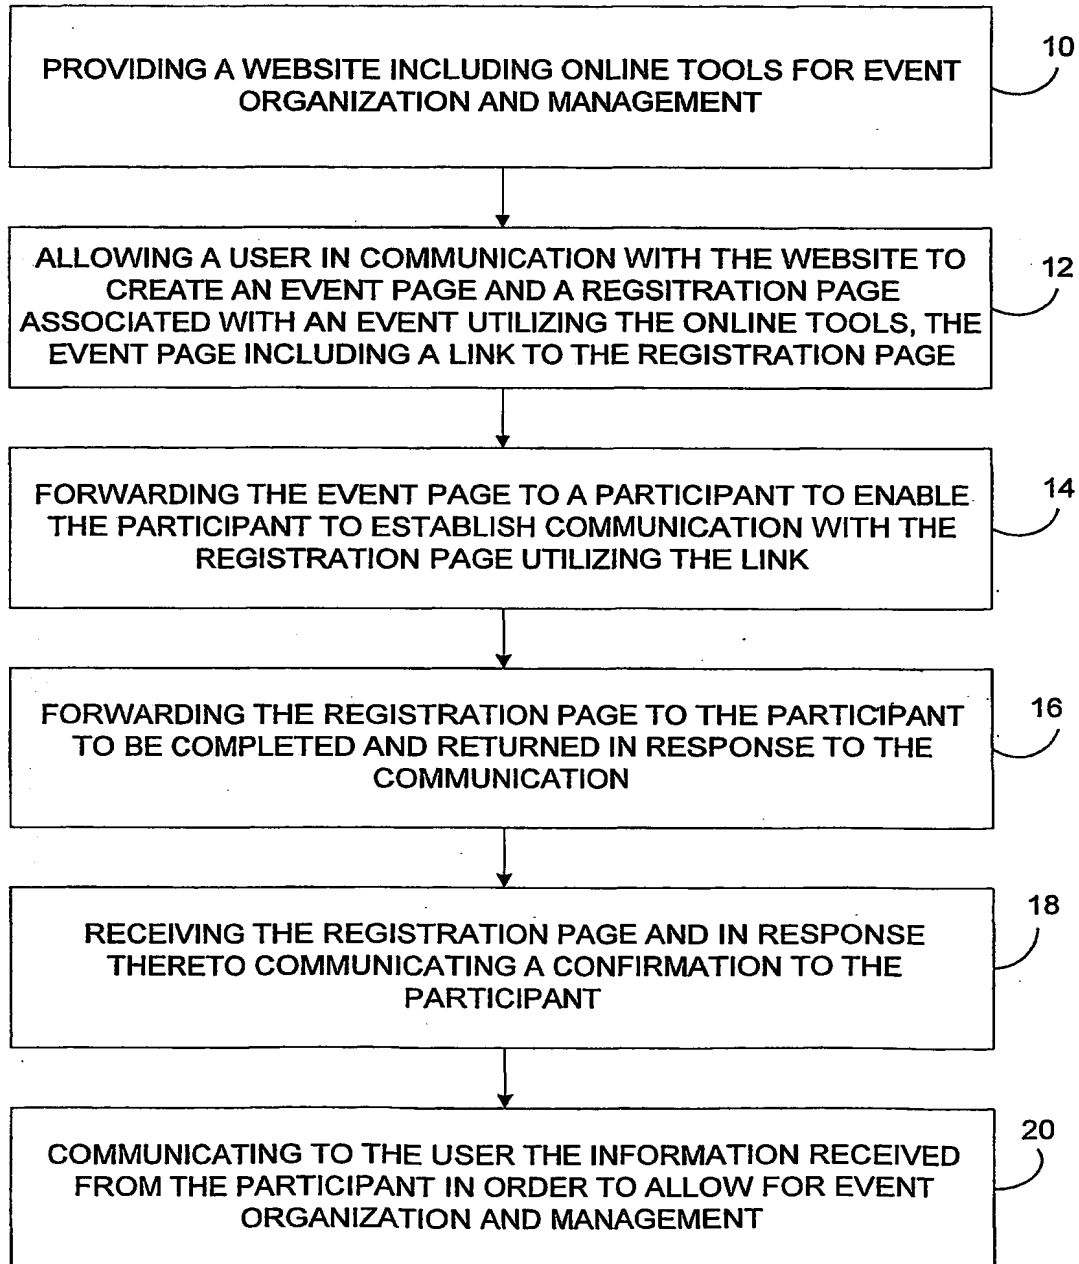 PROVIDING A WEBSITE INCLUDING ONLINE TOOLS FOR EVENT
ORGANIZATION AND MANAGEMENT
10
ALLOWING A USER IN COMMUNICATION WITH THE WEBSITE TO
CREATE AN EVENT PAGE AND A REGSITRATION PAGE
ASSOCIATED WITH AN EVENT UTILIZING THE ONLINE TOOLS, THE
EVENT PAGE INCLUDING A LINK TO THE REGISTRATION PAGE
12
FORWARDING THE EVENT PAGE TO A PARTICIPANT TO ENABLE
THE PARTICIPANT TO ESTABLISH COMMUNICATION WITH THE
REGISTRATION PAGE UTILIZING THE LINK
14
FORWARDING THE REGISTRATION PAGE TO THE PARTICIPANT
TO BE COMPLETED AND RETURNED IN RESPONSE TO THE
COMMUNICATION
16
RECEIVING THE REGISTRATION PAGE AND IN RESPONSE
THERETO COMMUNICATING A CONFIRMATION TO THE
PARTICIPANT
18
COMMUNICATING TO THE USER THE INFORMATION RECEIVED
FROM THE PARTICIPANT IN ORDER TO ALLOW FOR EVENT
ORGANIZATION AND MANAGEMENT
20